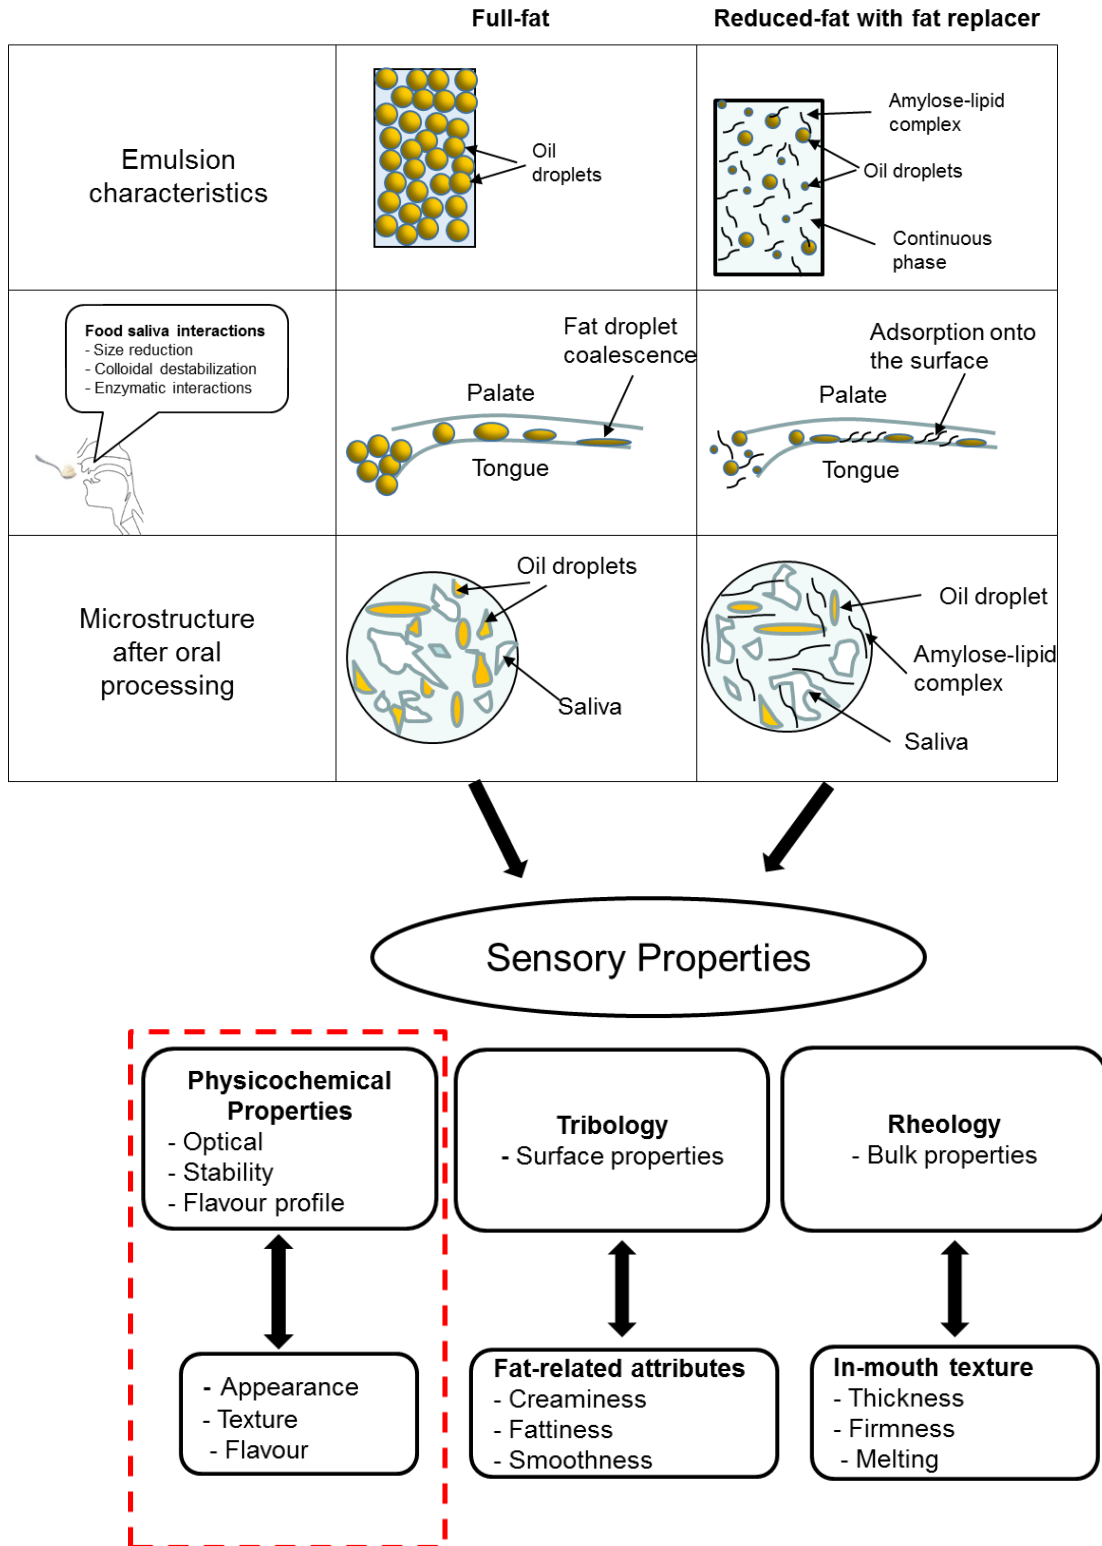 Full-fat
Reduced-fat with fat replacer
Emulsion
characteristics
Oil
droplets
Amylose-lipid
complex
Oil droplets
Continuous
phase
Food saliva interactions
- Size reduction
- Colloidal destabilization
- Enzymatic interactions
Fat droplet
coalescence
Palate
Tongue
Adsorption onto
the surface
Palate
Tongue
Microstructure
after oral
processing
Oil droplets
Saliva
Oil droplet
Amylose-lipid
complex
Saliva
Sensory Properties
Physicochemical
Properties
- Optical
- Stability
- Flavour profile
Tribology
- Surface properties
Rheology
- Bulk properties
- Appearance
- Texture
- Flavour
Fat-related attributes
- Creaminess
- Fattiness
- Smoothness
In-mouth texture
- Thickness
- Firmness
- Melting